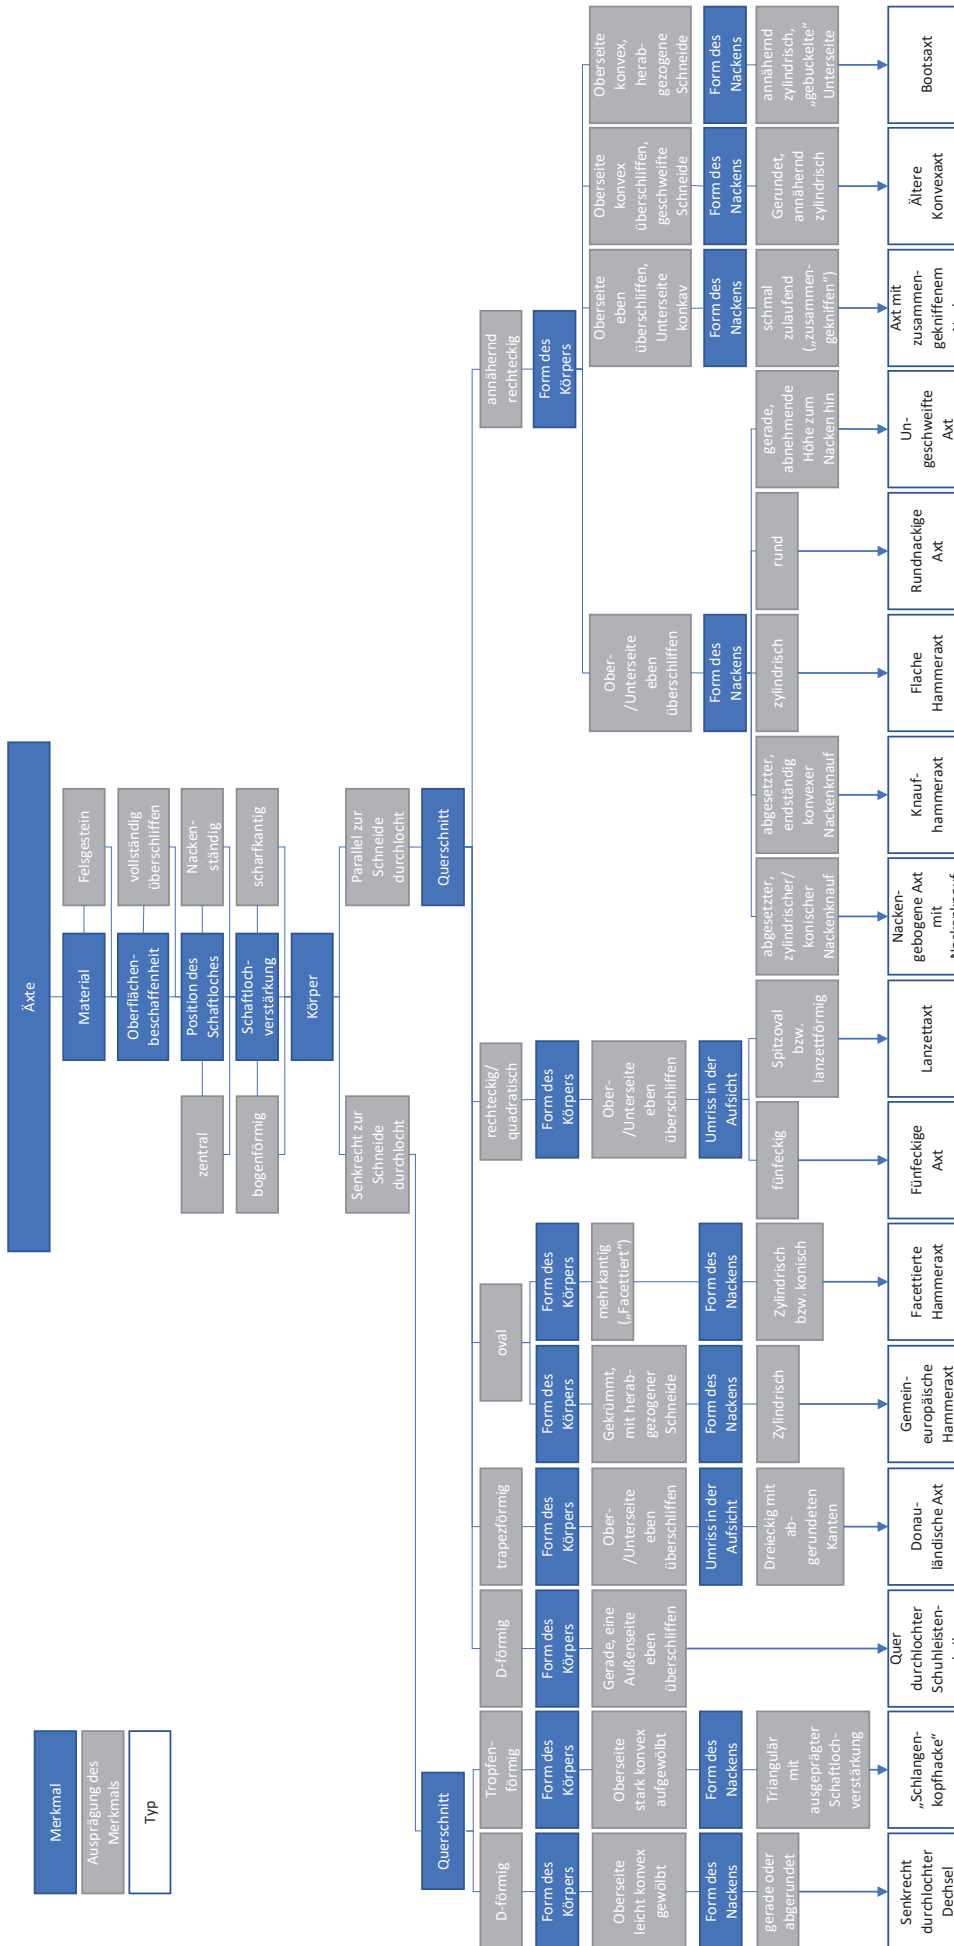 Äxte
Material
Felsgestein
Oberflächen-
beschaffenheit
vollständig
überschliffen
zentral
Position des
Schaftloches
Nacken-
ständig
bogenförmig
Schaftloch-
verstärkung
scharfkantig
Körper
Senkrecht zur
Schneide
durchlocht
Parallel zur
Schneide
durchlocht
Merkmal
Ausprägung des
Merkmals
Typ
Querschnitt
Querschnitt
D-förmig
Form des
Körpers
Oberseite
leicht konvex
gewölbt
Form des
Nackens
gerade oder
abgerundet
Senkrecht
durchlochter
Dechsel
Tropfen-
förmig
Form des
Körpers
Oberseite
stark konvex
aufgewölbt
Form des
Nackens
Triangulär
mit
ausgeprägter
Schaftloch-
verstärkung
„Schlangen-
kopfhacke“
D-förmig
Form des
Körpers
Gerade, eine
Außenseite
eben
überschliffen
Quer
durchlochter
Schuhleisten-
trapezförmig
Form des
Körpers
Ober-
/Unterseite
eben
überschliffen
Umriss in der
Aufsicht
Dreieckig mit
ab-
gerundeten
Kanten
Donau-
ländische Axt
oval
Form des
Körpers
Gekrümmt,
mit herab-
gezogener
Schneide
Form des
Nackens
Zylindrisch
Gemein-
europäische
Hammeraxt
Form des
Körpers
mehrkantig
(„Facettiert“)
Form des
Nackens
Zylindrisch
bzw. konisch
Facettierte
Hammeraxt
rechteckig/
quadratisch
Form des
Körpers
Ober-
/Unterseite
eben
überschliffen
Umriss in der
Aufsicht
fünfeckig
Fünfeckige
Axt
Spitzoval
bzw.
lanzettförmig
Lanzettaxt
annähernd
rechteckig
Form des
Körpers
Ober-
/Unterseite
eben
überschliffen
Form des
Nackens
abgesetzter,
zylindrischer/
konischer
Nackenknauf
Nacken-
gebogene Axt
mit
Nackenknauf
abgesetzter,
endständig
konvexer
Nackenknauf
Knauf-
hammeraxt
zylindrisch
Flache
Hammeraxt
rund
Rundnackige
Axt
gerade,
abnehmende
Höhe zum
Nacken hin
Un-
geschweifte
Axt
Oberseite
eben
überschliffen,
Unterseite
konkav
Form des
Nackens
schmal
zulaufend
(„zusammen-
gekniffen“)
Axt mit
zusammen-
gekniffenem
Oberseite
konvex
überschliffen,
geschweifte
Schneide
Form des
Nackens
Gerundet,
annähernd
zylindrisch
Ältere
Konvexaxt
Oberseite
konvex,
herab-
gezogene
Schneide
Form des
Nackens
annähernd
zylindrisch,
„gebuckelte“
Unterseite
Bootsaxt